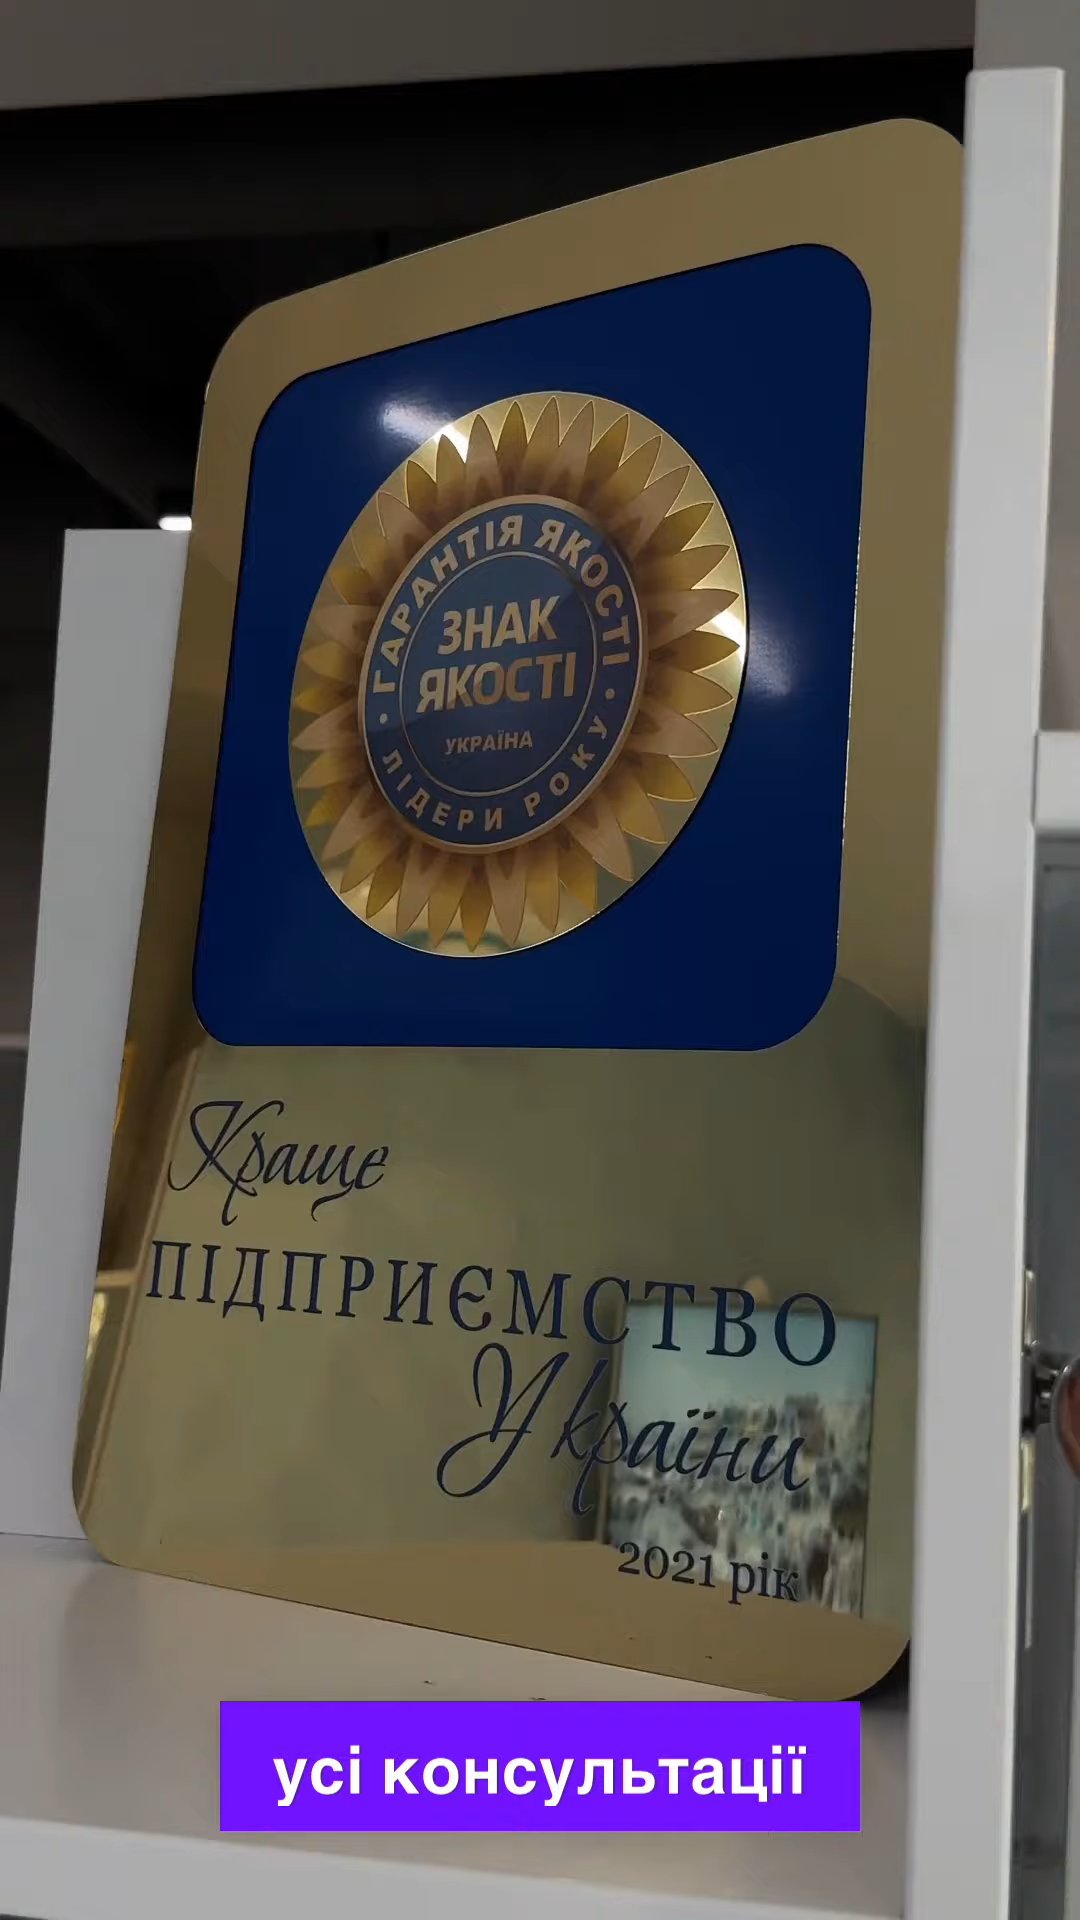 ГАРАНТІЯ ЯКОСТІ
ЗНАК
ЯКОСТІ
УКРАЇНА
ЛІДЕРИ РОКУ
Краще
ПІДПРИЄМСТВО
України
2021 рік
усі консультації